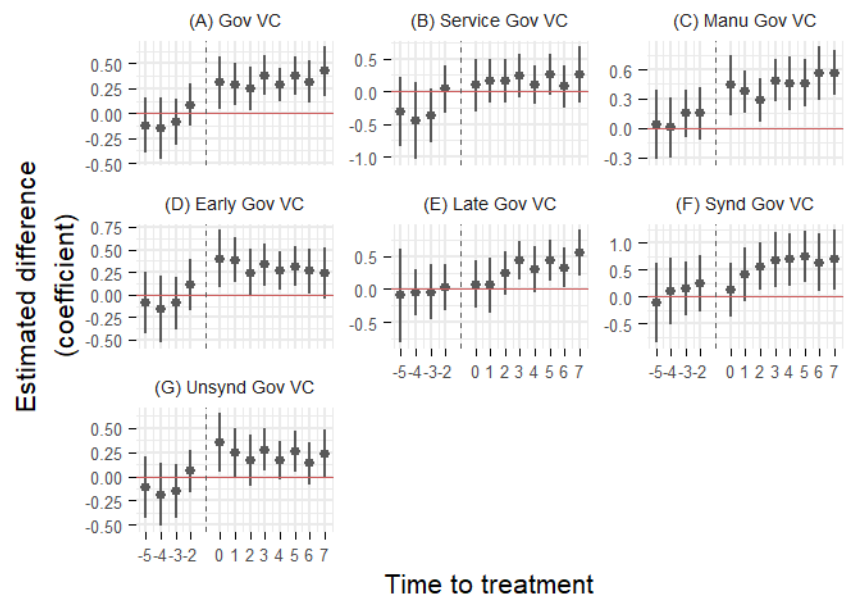 (A) Gov VC
(B) Service Gov VC
(C) Manu Gov VC
0.50
0.25
0.00
-0.25
-0.50
0.5
0.0
-0.5
-1.0
0.6
0.3
0.0
-0.3
(D) Early Gov VC
(E) Late Gov VC
(F) Synd Gov VC
0.75
0.50
0.25
0.00
-0.25
-0.50
0.5
0.0
-0.5
1.0
0.5
0.0
-0.5
-5 -4 -3 -2 0 1 2 3 4 5 6 7
-5 -4 -3 -2 0 1 2 3 4 5 6 7
(G) Unsynd Gov VC
0.50
0.25
0.00
-0.25
-0.50
-5 -4 -3 -2 0 1 2 3 4 5 6 7
Estimated difference
(coefficient)
Time to treatment